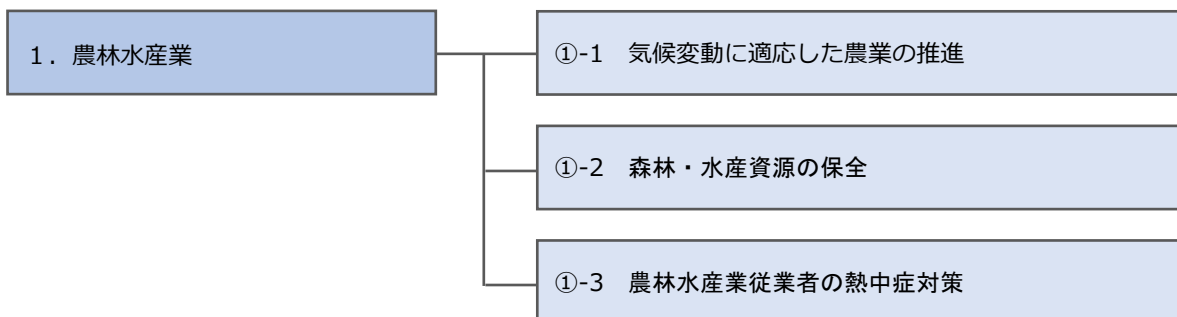 1．農林水産業
①-1　気候変動に適応した農業の推進
①-2　森林・水産資源の保全
①-3　農林水産業従業者の熱中症対策